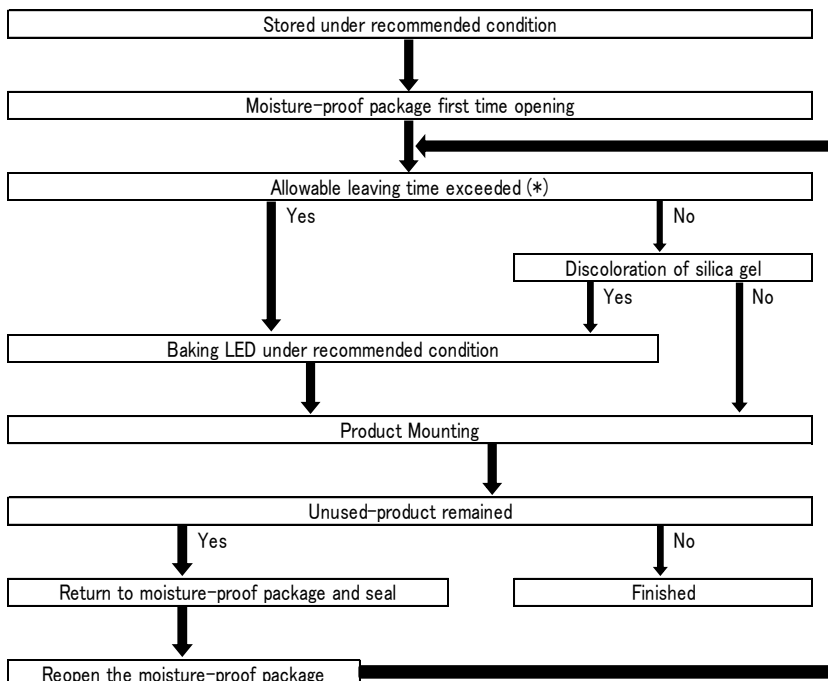 Stored under recommended condition
Moisture-proof package first time opening
Allowable leaving time exceeded (*)
Yes
No
Discoloration of silica gel
Yes
No
Baking LED under recommended condition
Product Mounting
Unused-product remained
Yes
No
Return to moisture-proof package and seal
Finished
Reopen the moisture-proof package